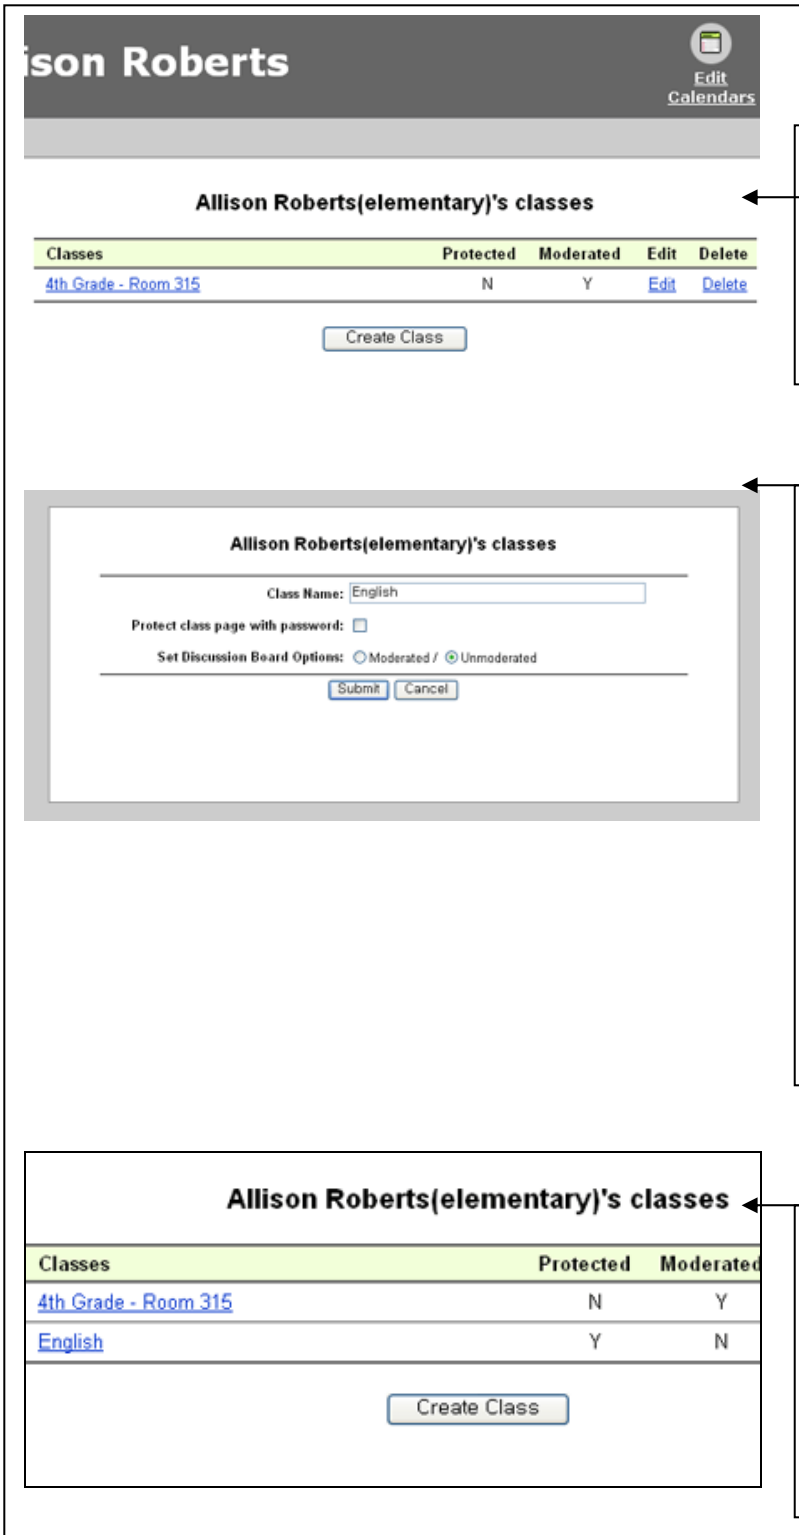 ison Roberts
Edit
Calendars
Allison Roberts(elementary)'s classes
Classes Protected Moderated Edit Delete
4th Grade - Room 315 N Y Edit Delete
Create Class
Allison Roberts(elementary)'s classes
Class Name: English
Protect class page with password:
Set Discussion Board Options: Moderated / Unmoderated
Submit Cancel
Allison Roberts(elementary)'s classes
Classes Protected Moderated
4th Grade - Room 315 N Y
English Y N
Create Class